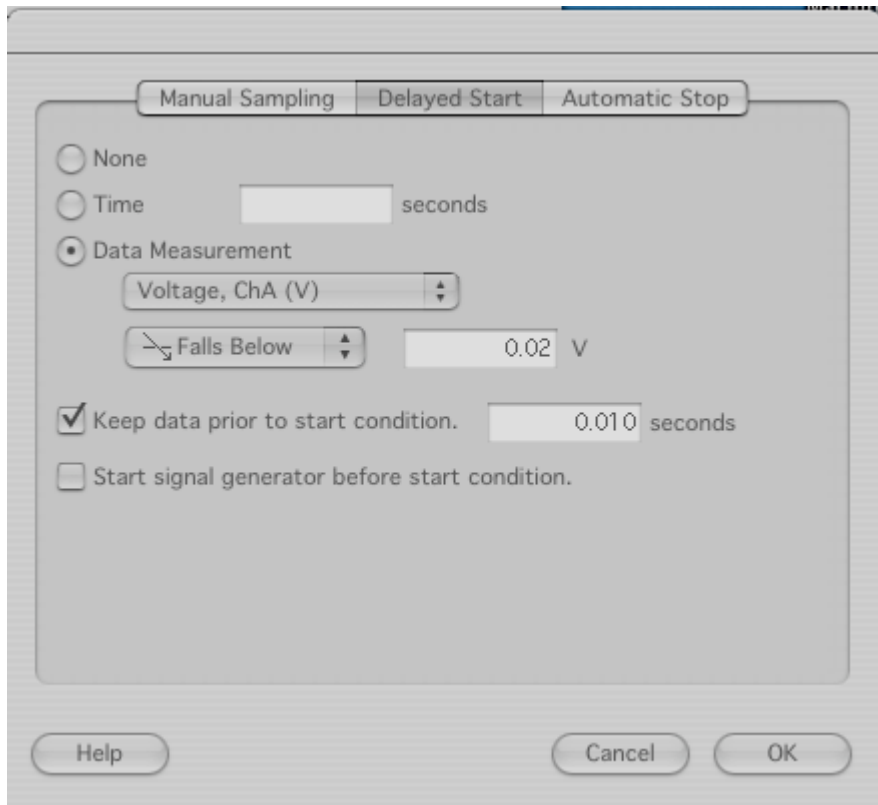 Manual Sampling Delayed Start Automatic Stop
None
Time seconds
Data Measurement
Voltage, ChA (V)
Falls Below 0.02 V
Keep data prior to start condition. 0.010 seconds
Start signal generator before start condition.
Help Cancel OK